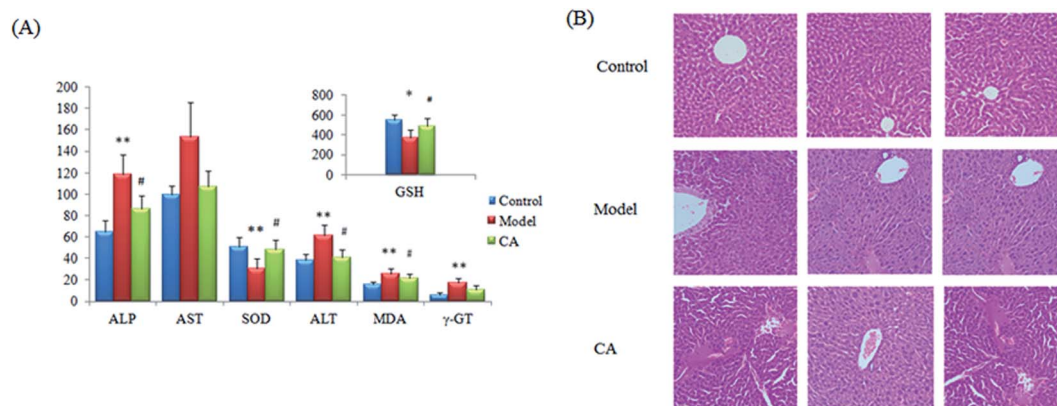 (A)
200
180
160
140
120
100
80
60
40
20
0
**
#
**
#
**
#
**
#
**
ALP
AST
SOD
ALT
MDA
γ-GT
800
600
400
200
0
*
#
GSH
Control
Model
CA
(B)
Control
Model
CA